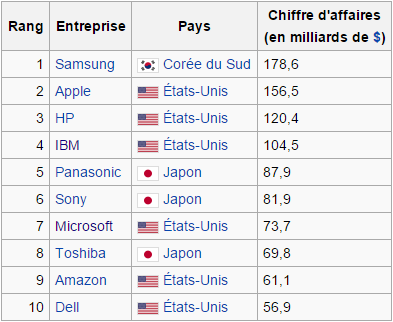 Rang Entreprise Pays Chiffre d'affaires
(en milliards de $)
1 Samsung Corée du Sud 178,6
2 Apple États-Unis 156,5
3 HP États-Unis 120,4
4 IBM États-Unis 104,5
5 Panasonic Japon 87,9
6 Sony Japon 81,9
7 Microsoft États-Unis 73,7
8 Toshiba Japon 69,8
9 Amazon États-Unis 61,1
10 Dell États-Unis 56,9